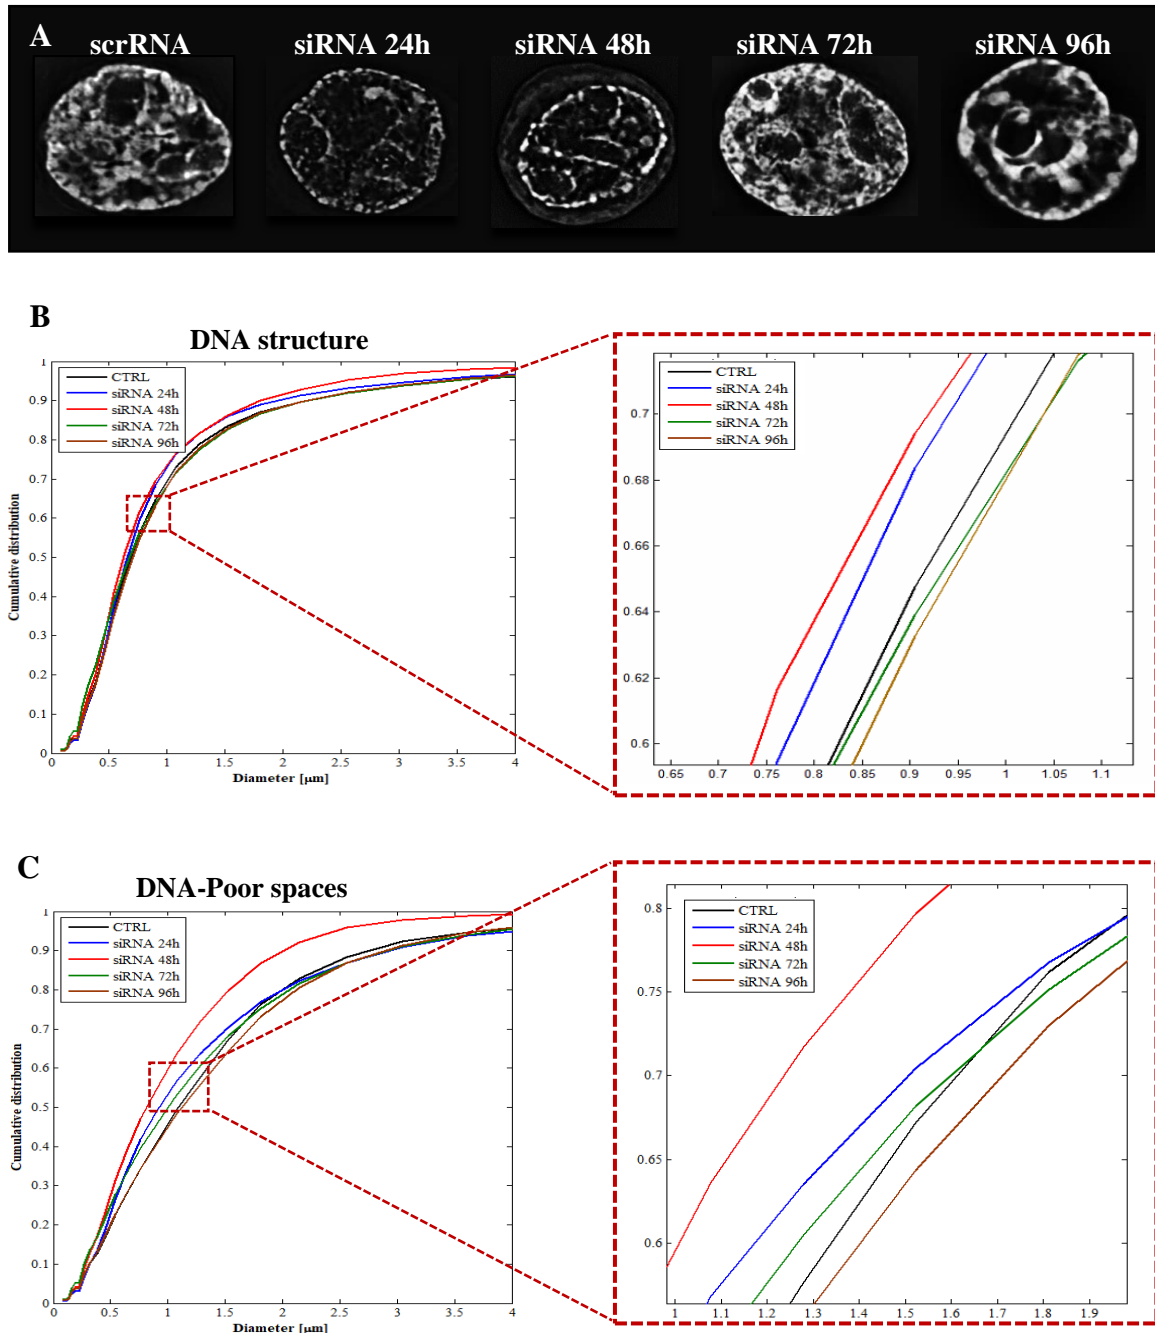 A
scrRNA siRNA 24h siRNA 48h siRNA 72h siRNA 96h
B
DNA structure
Cumulative distribution
1
0.9
0.8
0.7
0.6
0.5
0.4
0.3
0.2
0.1
0
CTRL
siRNA 24h
siRNA 48h
siRNA 72h
siRNA 96h
0 0.5 1 1.5 2 2.5 3 3.5 4
Diameter [μm]
0.7
0.68
0.66
0.64
0.62
0.6
CTRL
siRNA 24h
siRNA 48h
siRNA 72h
siRNA 96h
0.65 0.7 0.75 0.8 0.85 0.9 0.95 1 1.05 1.1
C
DNA-Poor spaces
Cumulative distribution
1
0.9
0.8
0.7
0.6
0.5
0.4
0.3
0.2
0.1
0
CTRL
siRNA 24h
siRNA 48h
siRNA 72h
siRNA 96h
0 0.5 1 1.5 2 2.5 3 3.5 4
Diameter [μm]
0.8
0.75
0.7
0.65
0.6
CTRL
siRNA 24h
siRNA 48h
siRNA 72h
siRNA 96h
1 1.1 1.2 1.3 1.4 1.5 1.6 1.7 1.8 1.9